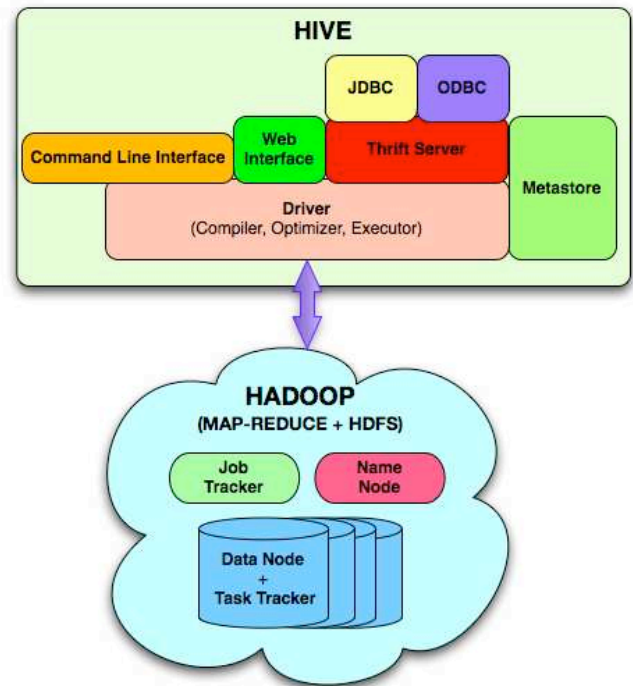 HIVE
JDBC
ODBC
Command Line Interface
Web
Interface
Thrift Server
Metastore
Driver
(Compiler, Optimizer, Executor)
HADOOP
(MAP-REDUCE + HDFS)
Job
Tracker
Name
Node
Data Node
+
Task Tracker